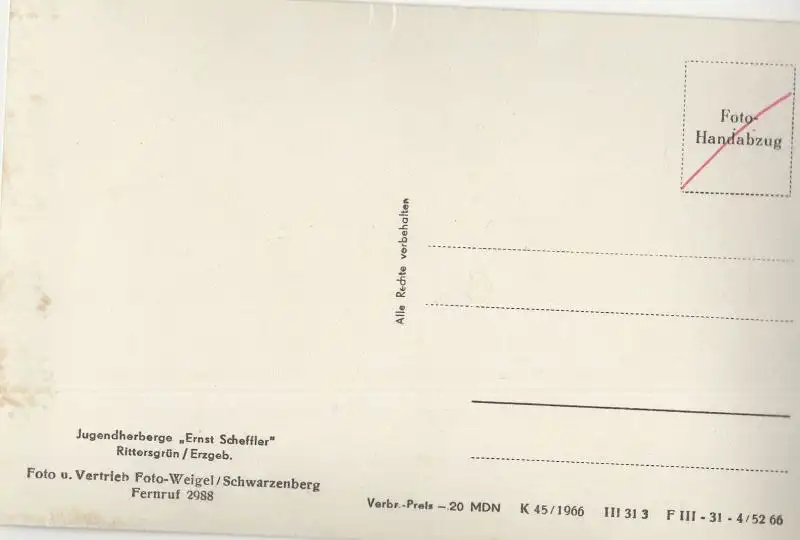 Foto-
Handabzug
Alle Rechte verbehalten
Jugendherberge „Ernst Scheffler"
Rittersgrün / Erzgeb.
Foto u. Vertrieb Foto-Weigel/Schwarzenberg
Fernruf 2988
Verbr.-Preis –.20 MDN K 45/1966 III 31 3 F III - 31 - 4/52 66